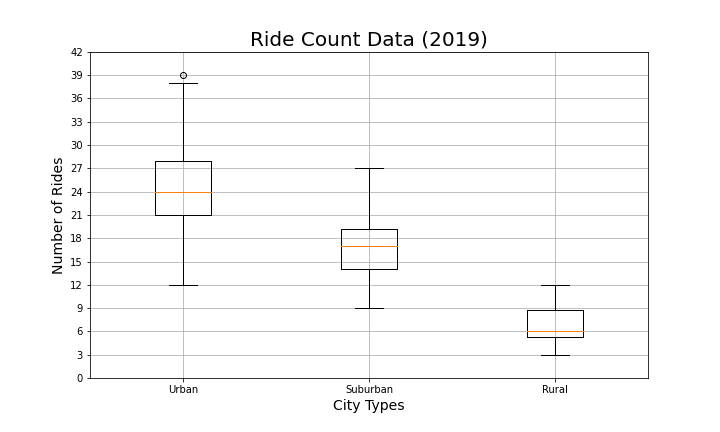 Ride Count Data (2019)
42
39
36
33
30
27
24
21
18
15
12
9
6
3
0
Number of Rides
Urban
Suburban
Rural
City Types